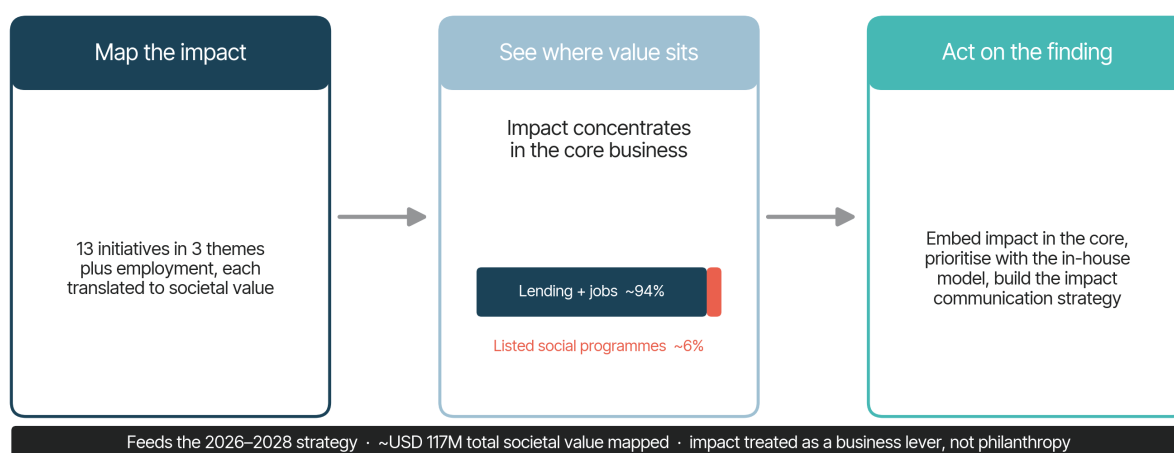 Map the impact
13 initiatives in 3 themes
plus employment, each
translated to societal value
See where value sits
Impact concentrates
in the core business
Lending + jobs ~94%
Listed social programmes ~6%
Act on the finding
Embed impact in the core,
prioritise with the in-house
model, build the impact
communication strategy
Feeds the 2026–2028 strategy · ~USD 117M total societal value mapped · impact treated as a business lever, not philanthropy